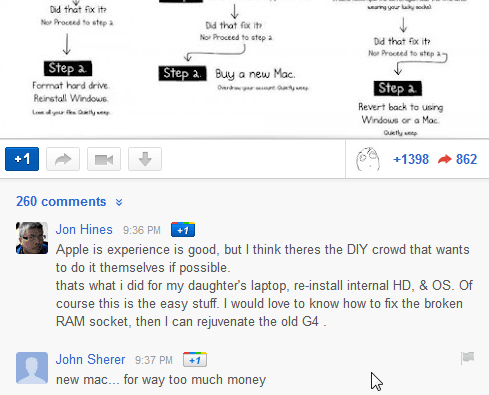 wearing your lucky socks.
Did that fix it?
No? Proceed to step 2.
Did that fix it?
No? Proceed to step 2
Did that fix it?
No? Proceed to step 2
Step 2.
Format hard drive.
Reinstall Windows.
Lose all your files. Quietly weep.
Step 2.
Buy a new Mac.
Overdraw your account. Quietly weep.
Step 2.
Revert back to using
Windows or a Mac.
Quietly weep
+1
+1398
862
260 comments
Jon Hines 9:36 PM +1
Apple is experience is good, but I think theres the DIY crowd that wants
to do it themselves if possible.
thats what i did for my daughter's laptop, re-install internal HD, & OS. Of
course this is the easy stuff. I would love to know how to fix the broken
RAM socket, then I can rejuvenate the old G4 .
John Sherer 9:37 PM +1
new mac... for way too much money